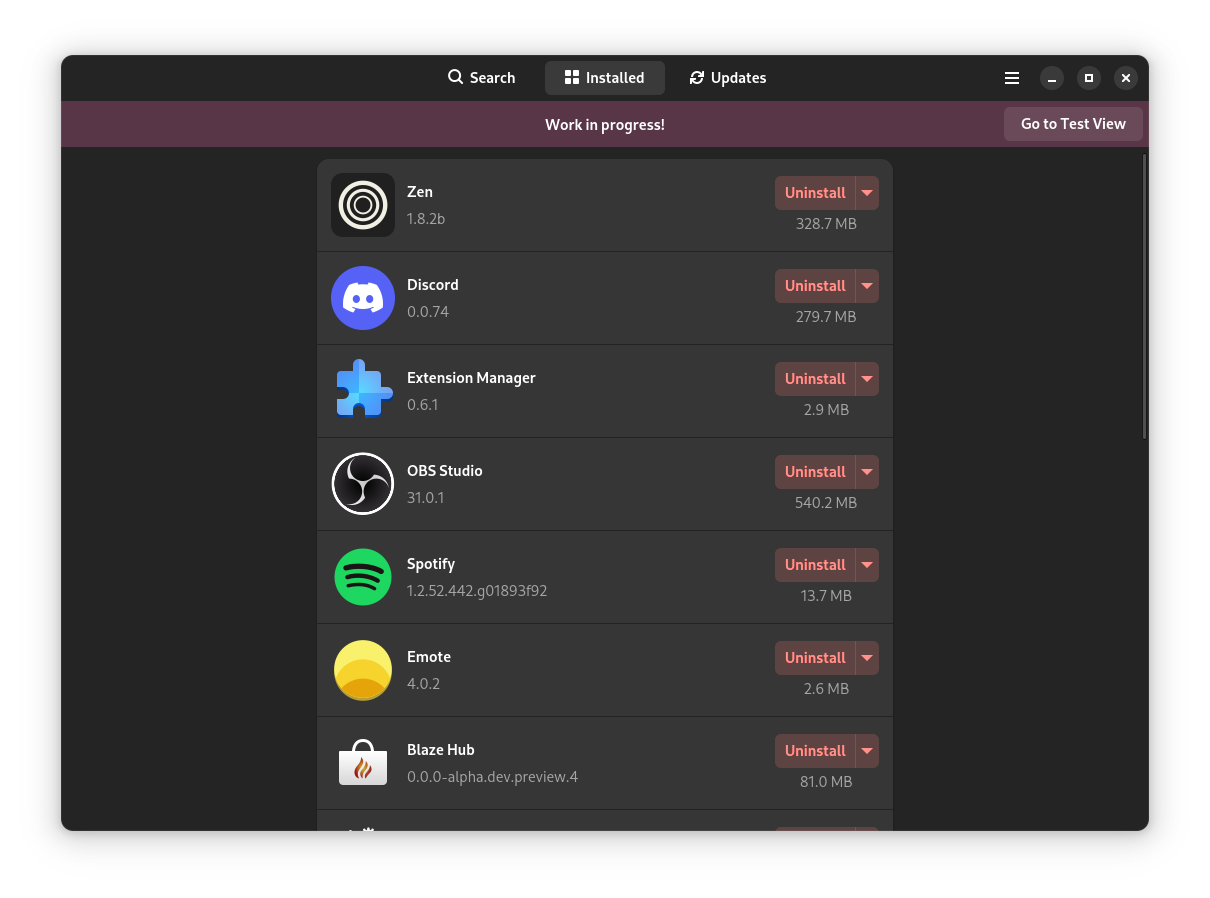 Search
Installed
Updates
Work in progress!
Go to Test View
Zen
Uninstall
1.8.2b
328.7 MB
Discord
Uninstall
0.0.74
279.7 MB
Extension Manager
Uninstall
0.6.1
2.9 MB
OBS Studio
Uninstall
31.0.1
540.2 MB
Spotify
Uninstall
1.2.52.442.g01893f92
13.7 MB
Emote
Uninstall
4.0.2
2.6 MB
Blaze Hub
Uninstall
0.0.0-alpha.dev.preview.4
81.0 MB